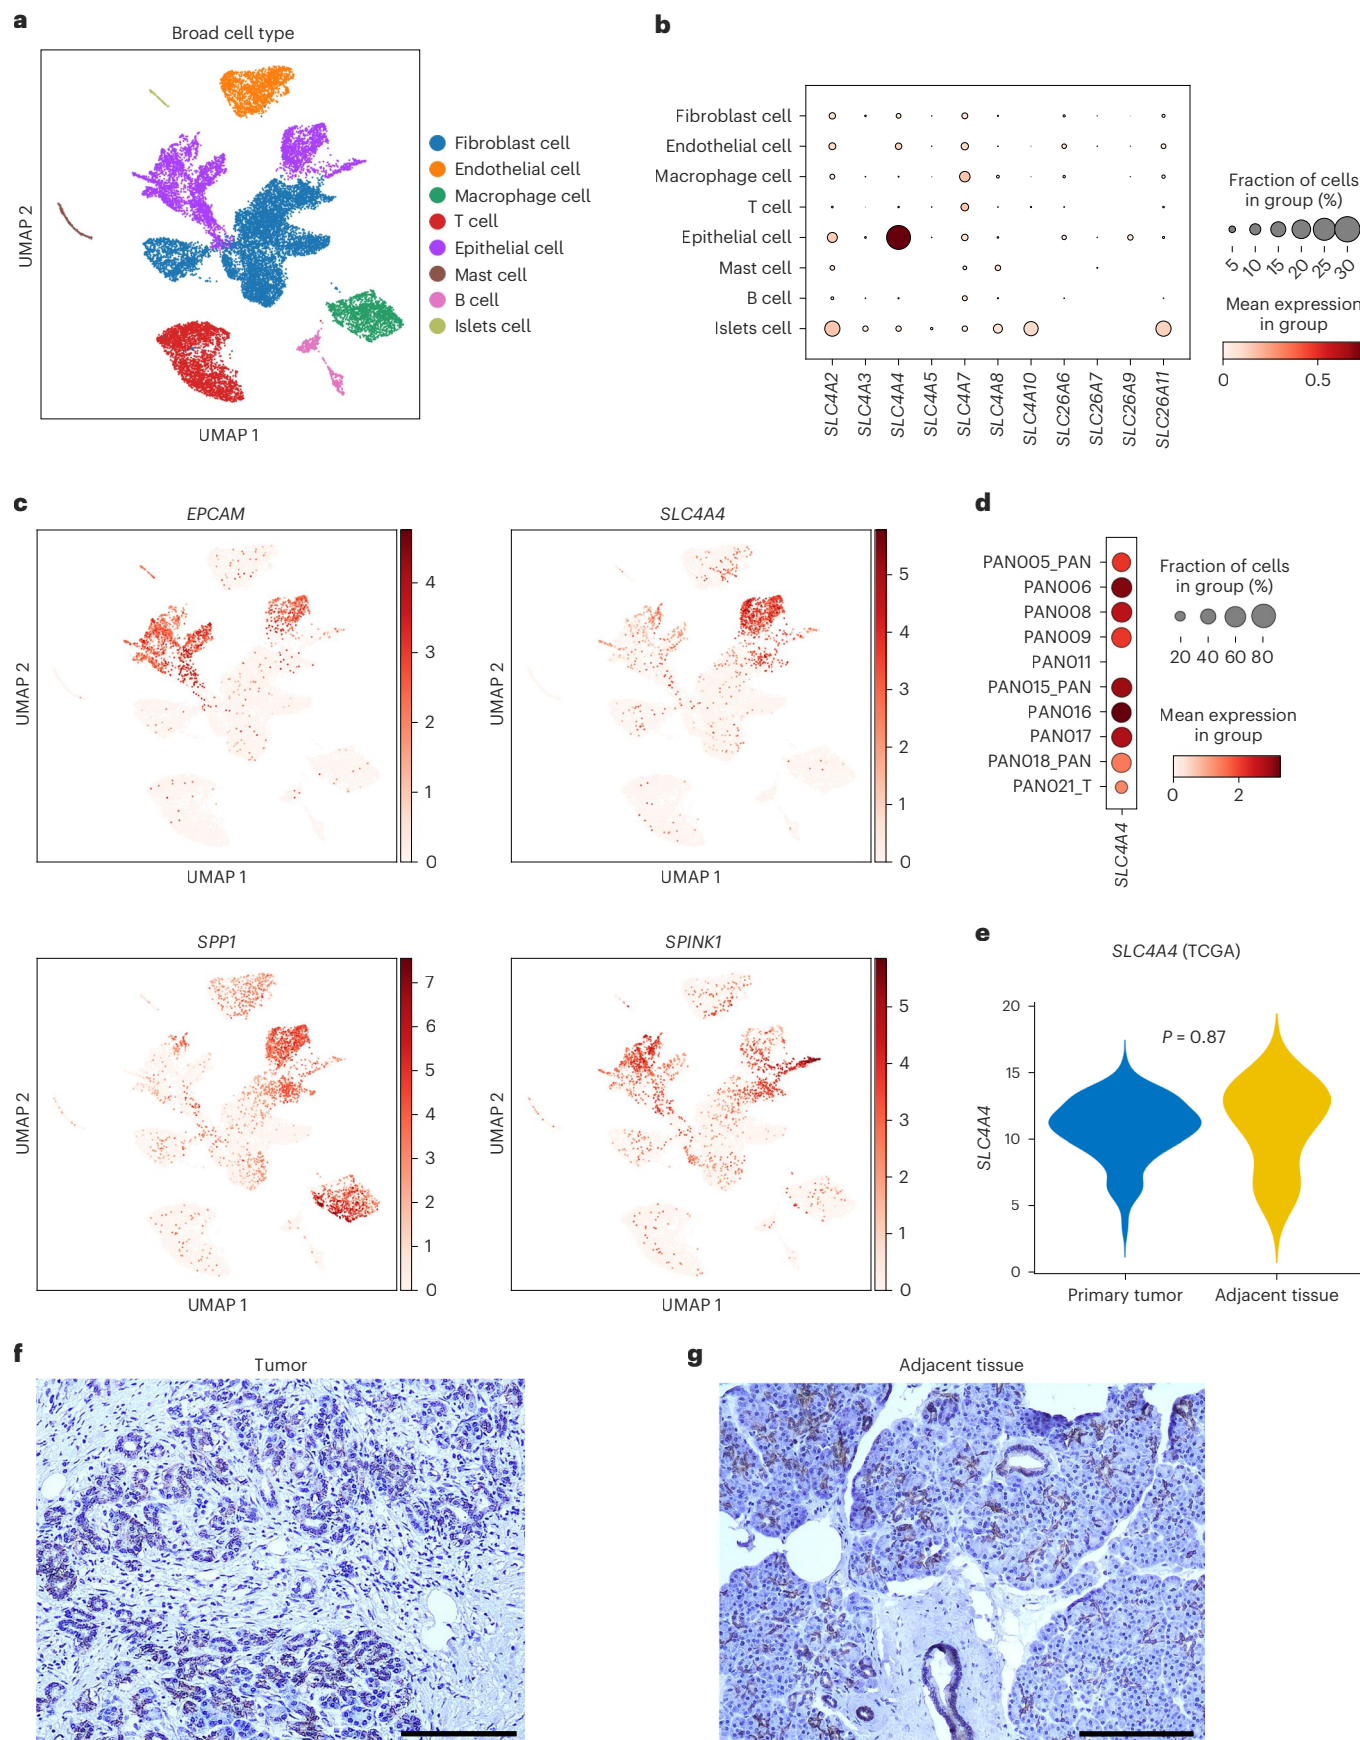 a
Broad cell type
UMAP 2
UMAP 1
Fibroblast cell
Endothelial cell
Macrophage cell
T cell
Epithelial cell
Mast cell
B cell
Islets cell
b
Fibroblast cell
Endothelial cell
Macrophage cell
T cell
Epithelial cell
Mast cell
B cell
Islets cell
SLC4A2
SLC4A3
SLC4A4
SLC4A5
SLC4A7
SLC4A8
SLC4A10
SLC26A6
SLC26A7
SLC26A9
SLC26A11
Fraction of cells
in group (%)
5 10 15 20 25 30
Mean expression
in group
0 0.5
c
EPCAM
UMAP 2
UMAP 1
4
3
2
1
0
SLC4A4
UMAP 2
UMAP 1
5
4
3
2
1
0
SPP1
UMAP 2
UMAP 1
7
6
5
4
3
2
1
0
SPINK1
UMAP 2
UMAP 1
5
4
3
2
1
0
d
PAN005_PAN
PAN006
PAN008
PAN009
PAN011
PAN015_PAN
PAN016
PAN017
PAN018_PAN
PAN021_T
SLC4A4
Fraction of cells
in group (%)
20 40 60 80
Mean expression
in group
0 2
e
SLC4A4 (TCGA)
P = 0.87
SLC4A4
20
15
10
5
0
Primary tumor
Adjacent tissue
f
Tumor
g
Adjacent tissue